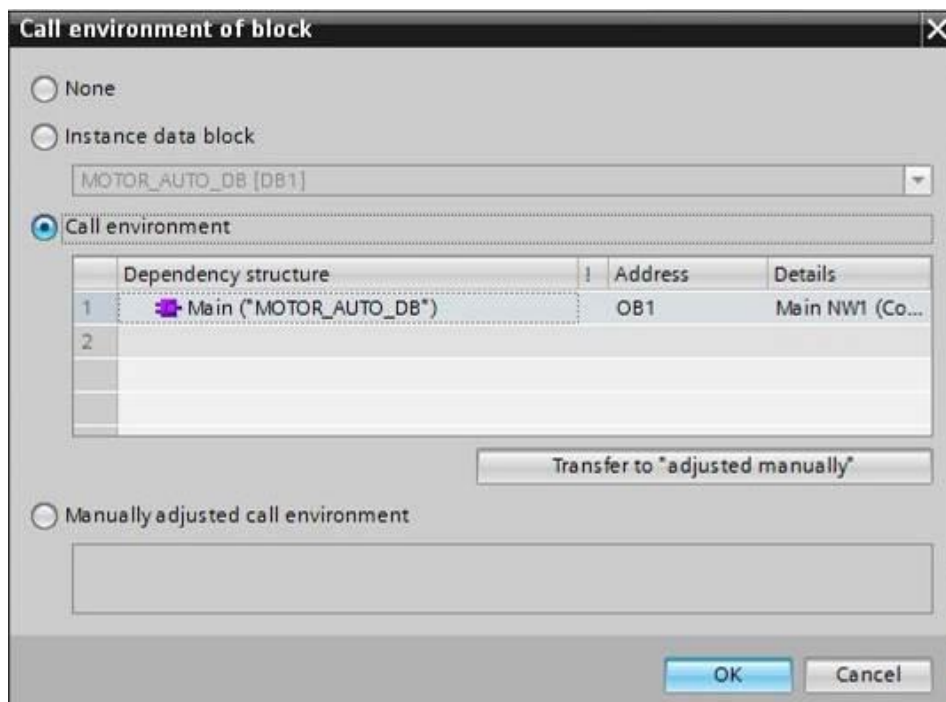 Call environment of block
None
Instance data block
MOTOR_AUTO_DB [DB1]
Call environment
Dependency structure ! Address Details
1 Main ("MOTOR_AUTO_DB") OB1 Main NW1 (Co...
2
Transfer to "adjusted manually"
Manually adjusted call environment
OK Cancel